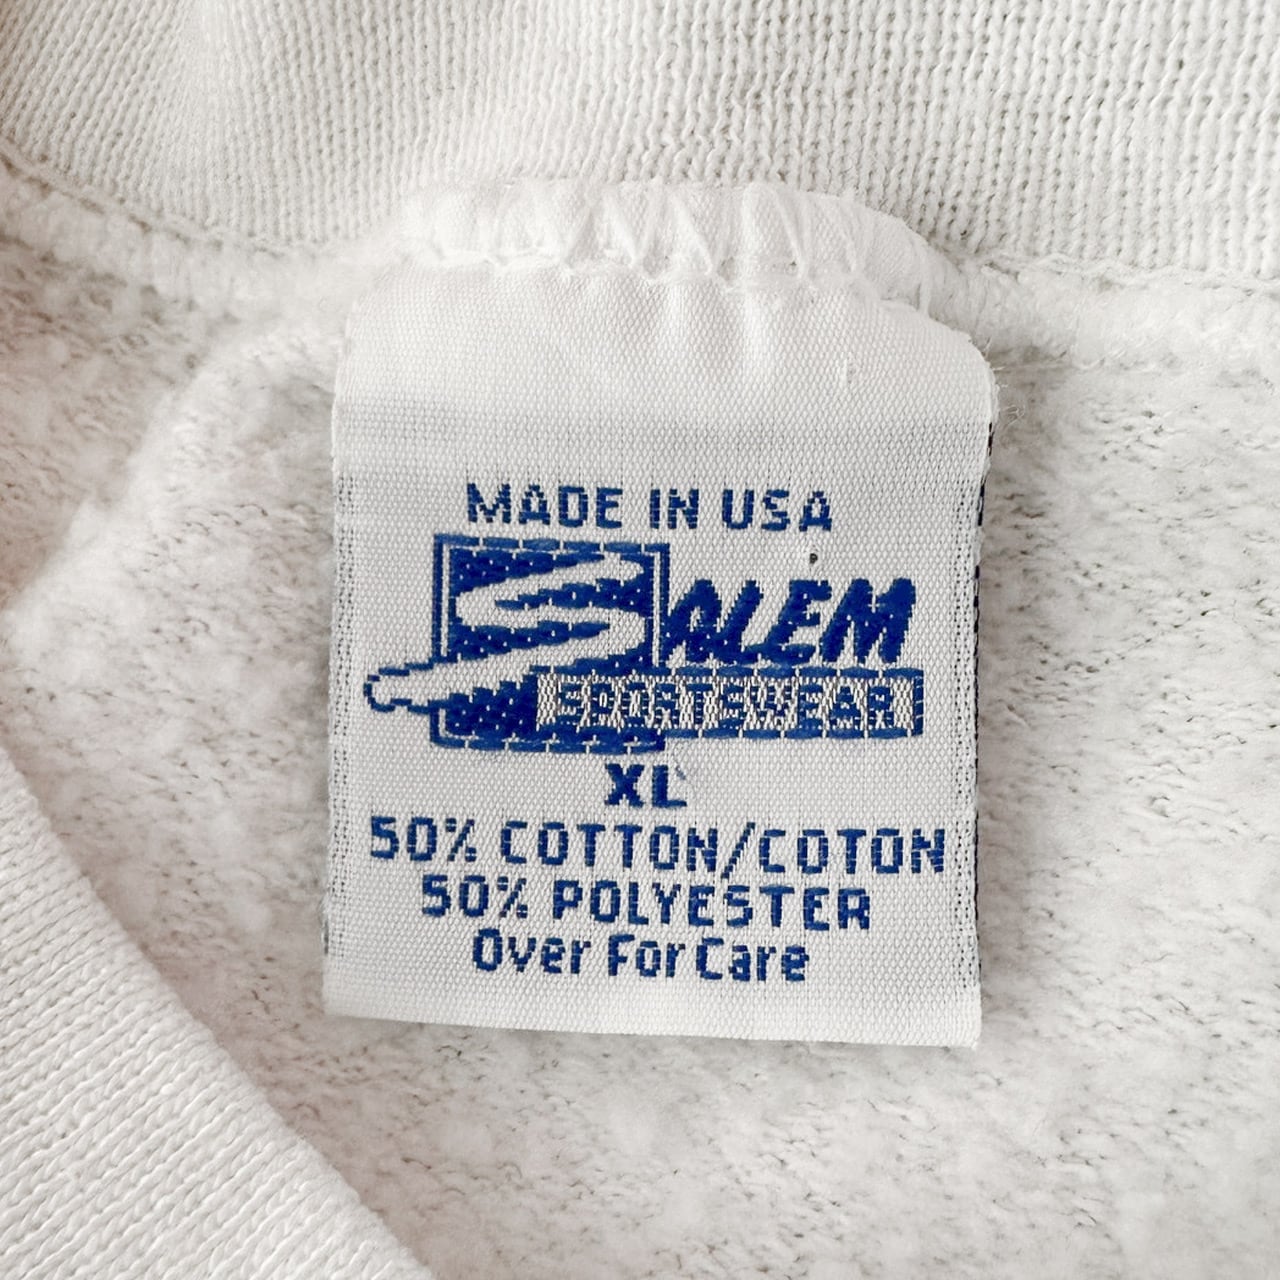 MADE IN USA
SALEM
SPORTSWEAR
XL
50% COTTON/COTON
50% POLYESTER
Over For Care